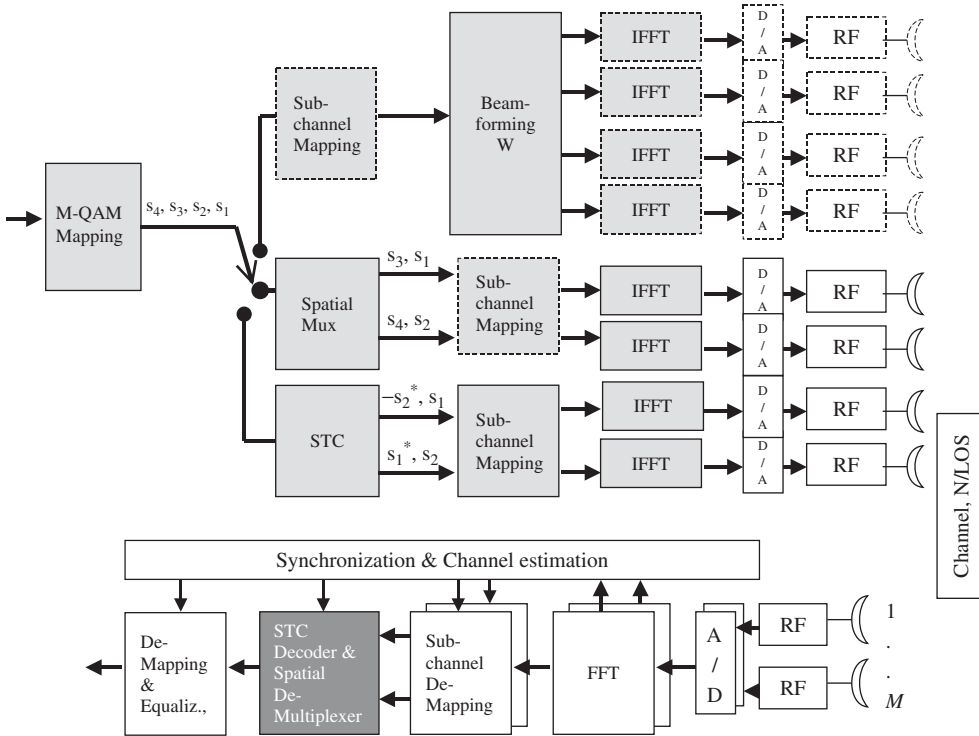 Sub-
channel
Mapping
Beam-
forming
W
IFFT
D
/
A
RF
IFFT
D
/
A
RF
IFFT
D
/
A
RF
IFFT
D
/
A
RF
M-QAM
Mapping
s₄, s₃, s₂, s₁
Spatial
Mux
s₃, s₁
s₄, s₂
Sub-
channel
Mapping
IFFT
D
/
A
RF
IFFT
D
/
A
RF
STC
–s₂*, s₁
s₁*, s₂
Sub-
channel
Mapping
IFFT
D
/
A
RF
IFFT
D
/
A
RF
Channel, N/LOS
Synchronization & Channel estimation
De-
Mapping
&
Equaliz.,
STC
Decoder &
Spatial
De-
Multiplexer
Sub-
channel
De-
Mapping
FFT
A
/
D
RF
RF
1
.
.
M